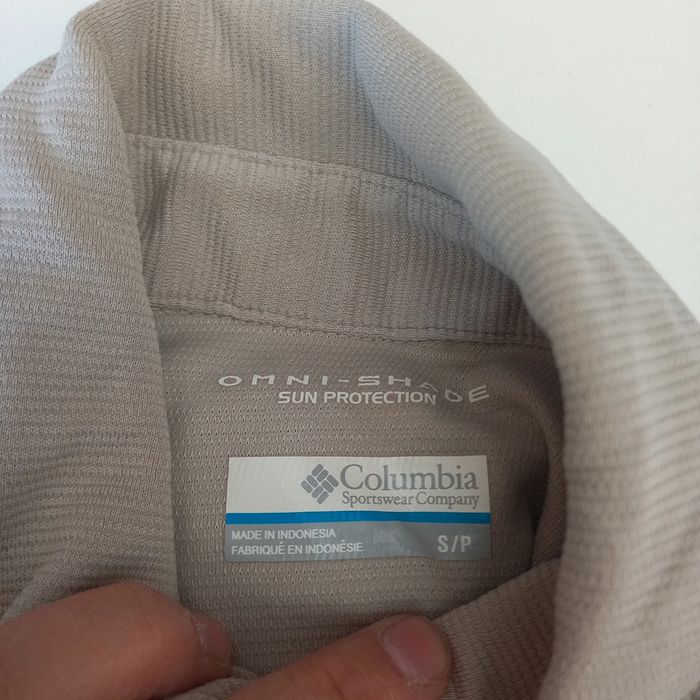 OMNI-SHADE
SUN PROTECTION
Columbia
Sportswear Company
MADE IN INDONESIA
FABRIQUÉ EN INDONÉSIE
S/P